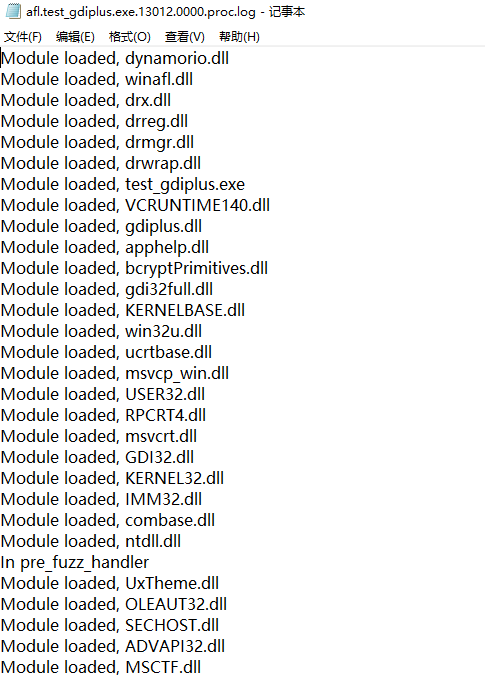 afl.test_gdiplus.exe.13012.0000.proc.log - 记事本
文件(F) 编辑(E) 格式(O) 查看(V) 帮助(H)
Module loaded, dynamorio.dll
Module loaded, winafl.dll
Module loaded, drx.dll
Module loaded, drreg.dll
Module loaded, drmgr.dll
Module loaded, drwrap.dll
Module loaded, test_gdiplus.exe
Module loaded, VCRUNTIME140.dll
Module loaded, gdiplus.dll
Module loaded, apphelp.dll
Module loaded, bcryptPrimitives.dll
Module loaded, gdi32full.dll
Module loaded, KERNELBASE.dll
Module loaded, win32u.dll
Module loaded, ucrtbase.dll
Module loaded, msvcp_win.dll
Module loaded, USER32.dll
Module loaded, RPCRT4.dll
Module loaded, msvcrt.dll
Module loaded, GDI32.dll
Module loaded, KERNEL32.dll
Module loaded, IMM32.dll
Module loaded, combase.dll
Module loaded, ntdll.dll
In pre_fuzz_handler
Module loaded, UxTheme.dll
Module loaded, OLEAUT32.dll
Module loaded, SECHOST.dll
Module loaded, ADVAPI32.dll
Module loaded, MSCTF.dll